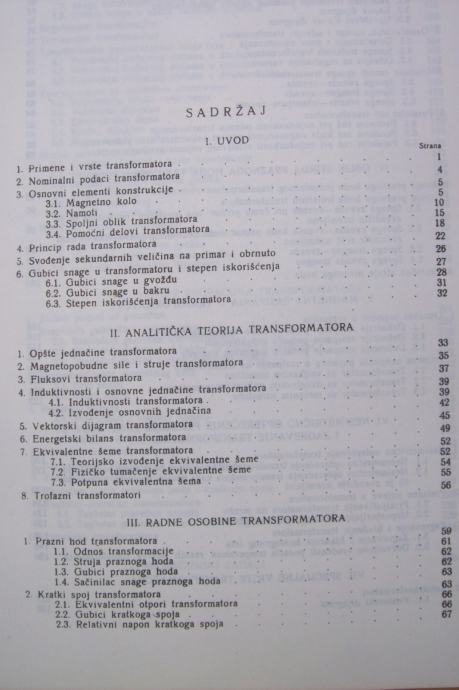 SADRŽAJ
I. UVOD
Strana
1. Primene i vrste transformatora 1
2. Nominalni podaci transformatora 4
3. Osnovni elementi konstrukcije 5
3.1. Magnetno kolo 5
3.2. Namoti 10
3.3. Spoljni oblik transformatora 15
3.4. Pomoćni delovi transformatora 18
4. Princip rada transformatora 22
5. Svođenje sekundarnih veličina na primar i obrnuto 26
6. Gubici snage u transformatoru i stepen iskorišćenja 27
6.1. Gubici snage u gvožđu 28
6.2. Gubici snage u bakru 31
6.3. Stepen iskorišćenja transformatora 32
II. ANALITIČKA TEORIJA TRANSFORMATORA
1. Opšte jednačine transformatora 33
2. Magnetopobudne sile i struje transformatora 35
3. Fluksovi transformatora 37
4. Induktivnosti i osnovne jednačine transformatora 39
4.1. Induktivnosti transformatora 39
4.2. Izvođenje osnovnih jednačina 42
5. Vektorski dijagram transformatora 45
6. Energetski bilans transformatora 49
7. Ekvivalentne šeme transformatora 52
7.1. Teorijsko izvođenje ekvivalentne šeme 52
7.2. Fizičko tumačenje ekvivalentne šeme 54
7.3. Potpuna ekvivalentna šema 55
8. Trofazni transformatori 56
III. RADNE OSOBINE TRANSFORMATORA
1. Prazni hod transformatora 59
1.1. Odnos transformacije 61
1.2. Struja praznoga hoda 62
1.3. Gubici praznoga hoda 62
1.4. Sačinilac snage praznoga hoda 63
2. Kratki spoj transformatora 63
2.1. Ekvivalentni otpori transformatora 66
2.2. Gubici kratkoga spoja 66
2.3. Relativni napon kratkoga spoja 67